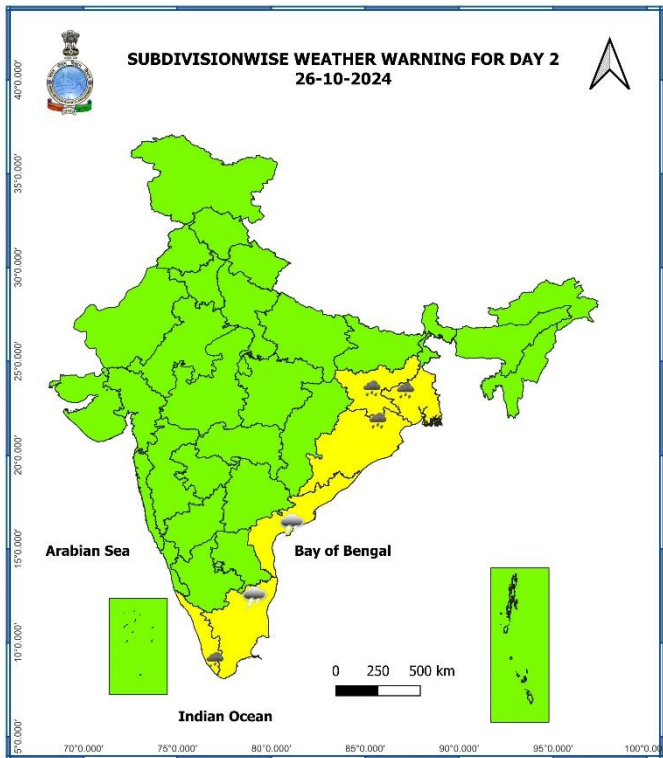 SUBDIVISIONWISE WEATHER WARNING FOR DAY 2
26-10-2024
40°0.000'
35°0.000'
30°0.000'
25°0.000'
20°0.000'
15°0.000'
10°0.000'
5°0.000'
Arabian Sea
Bay of Bengal
0 250 500 km
Indian Ocean
70°0.000' 75°0.000' 80°0.000' 85°0.000' 90°0.000' 95°0.000' 100°0.0